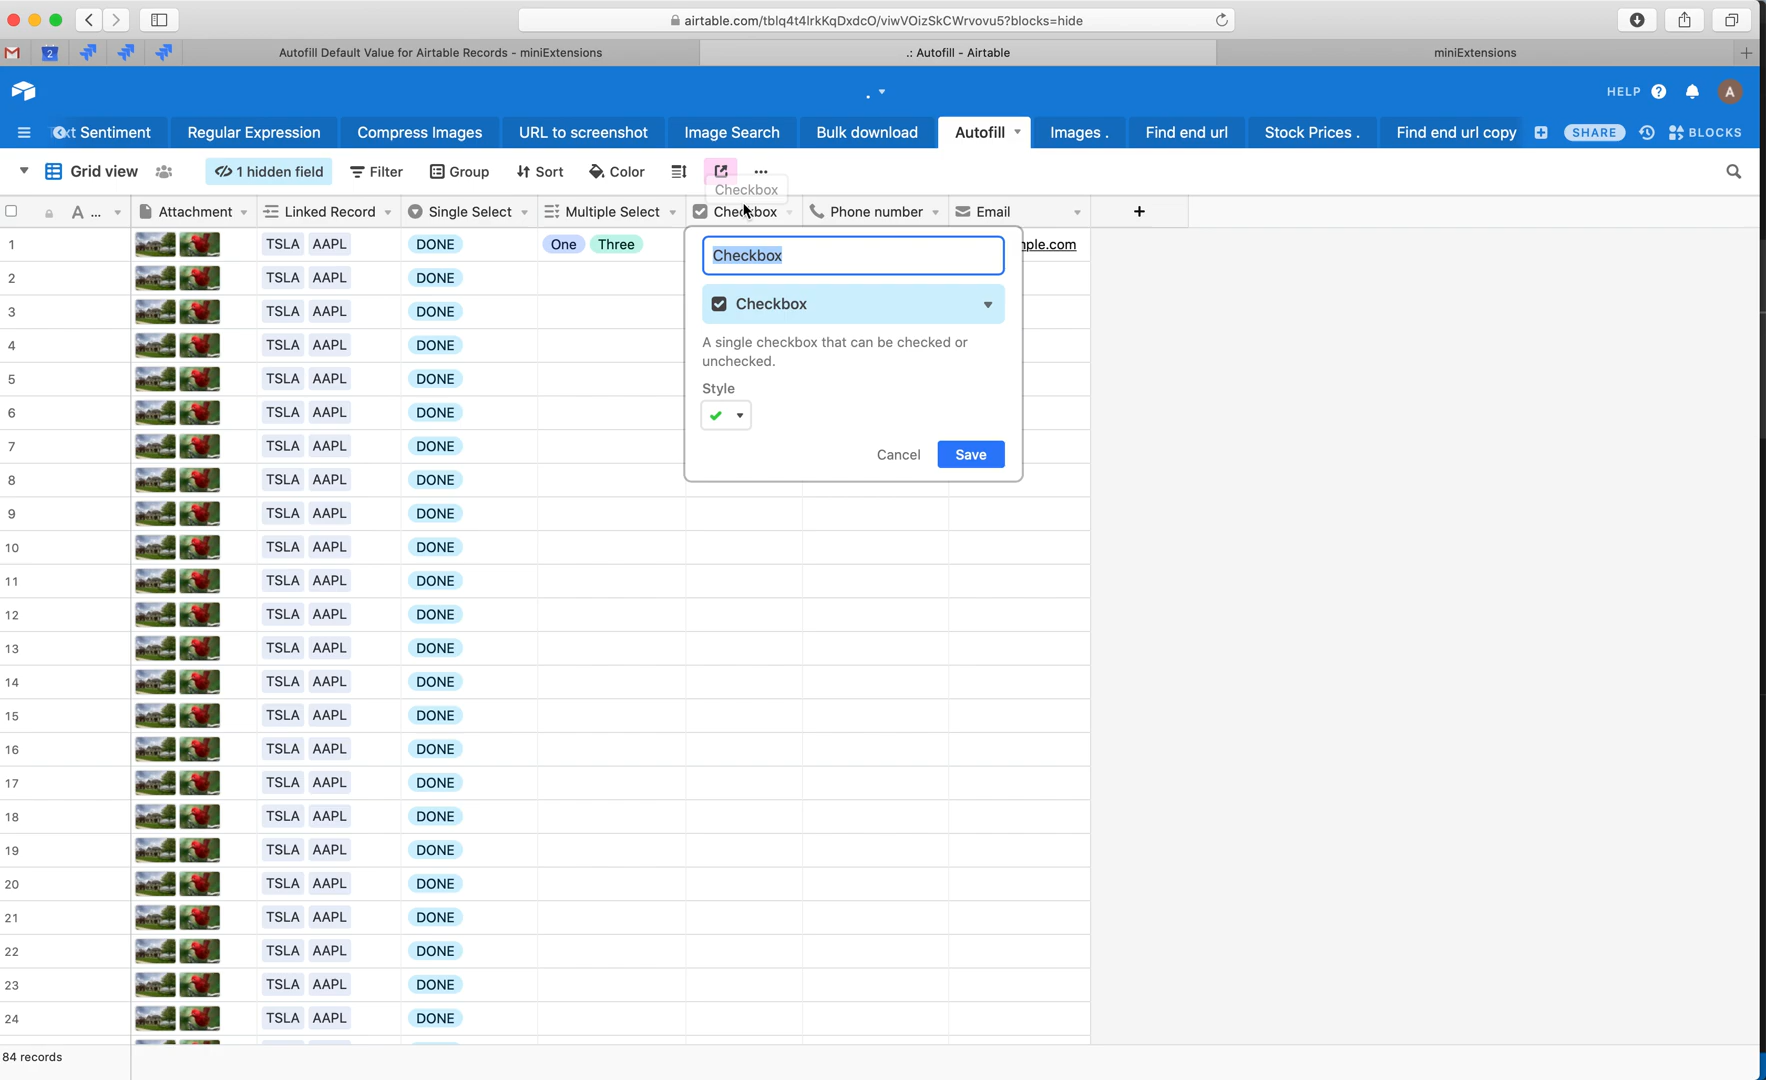 airtable.com/tblq4t4lrkKqDxdcO/viwVOizSkCWrvovu5?blocks=hide
2
Autofill Default Value for Airtable Records - miniExtensions
.: Autofill - Airtable
miniExtensions
.
HELP
A
xt Sentiment
Regular Expression
Compress Images
URL to screenshot
Image Search
Bulk download
Autofill
Images .
Find end url
Stock Prices .
Find end url copy
SHARE
BLOCKS
Grid view
1 hidden field
Filter
Group
Sort
Color
Checkbox
A ...
Attachment
Linked Record
Single Select
Multiple Select
Checkbox
Phone number
Email
1 TSLA AAPL DONE One Three mple.com
2 TSLA AAPL DONE
3 TSLA AAPL DONE
4 TSLA AAPL DONE
5 TSLA AAPL DONE
6 TSLA AAPL DONE
7 TSLA AAPL DONE
8 TSLA AAPL DONE
9 TSLA AAPL DONE
10 TSLA AAPL DONE
11 TSLA AAPL DONE
12 TSLA AAPL DONE
13 TSLA AAPL DONE
14 TSLA AAPL DONE
15 TSLA AAPL DONE
16 TSLA AAPL DONE
17 TSLA AAPL DONE
18 TSLA AAPL DONE
19 TSLA AAPL DONE
20 TSLA AAPL DONE
21 TSLA AAPL DONE
22 TSLA AAPL DONE
23 TSLA AAPL DONE
24 TSLA AAPL DONE
Checkbox
Checkbox
A single checkbox that can be checked or
unchecked.
Style
Cancel
Save
84 records